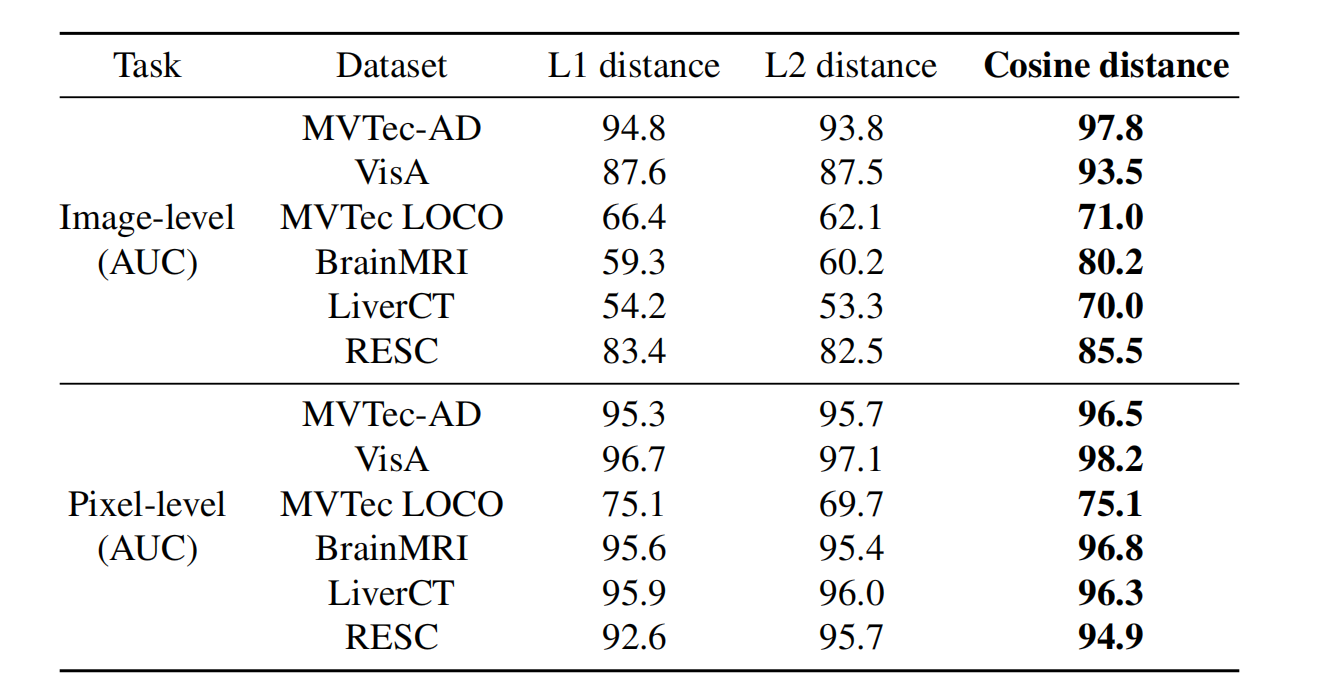 Task Dataset L1 distance L2 distance Cosine distance
MVTec-AD 94.8 93.8 97.8
VisA 87.6 87.5 93.5
Image-level MVTec LOCO 66.4 62.1 71.0
(AUC) BrainMRI 59.3 60.2 80.2
LiverCT 54.2 53.3 70.0
RESC 83.4 82.5 85.5
MVTec-AD 95.3 95.7 96.5
VisA 96.7 97.1 98.2
Pixel-level MVTec LOCO 75.1 69.7 75.1
(AUC) BrainMRI 95.6 95.4 96.8
LiverCT 95.9 96.0 96.3
RESC 92.6 95.7 94.9